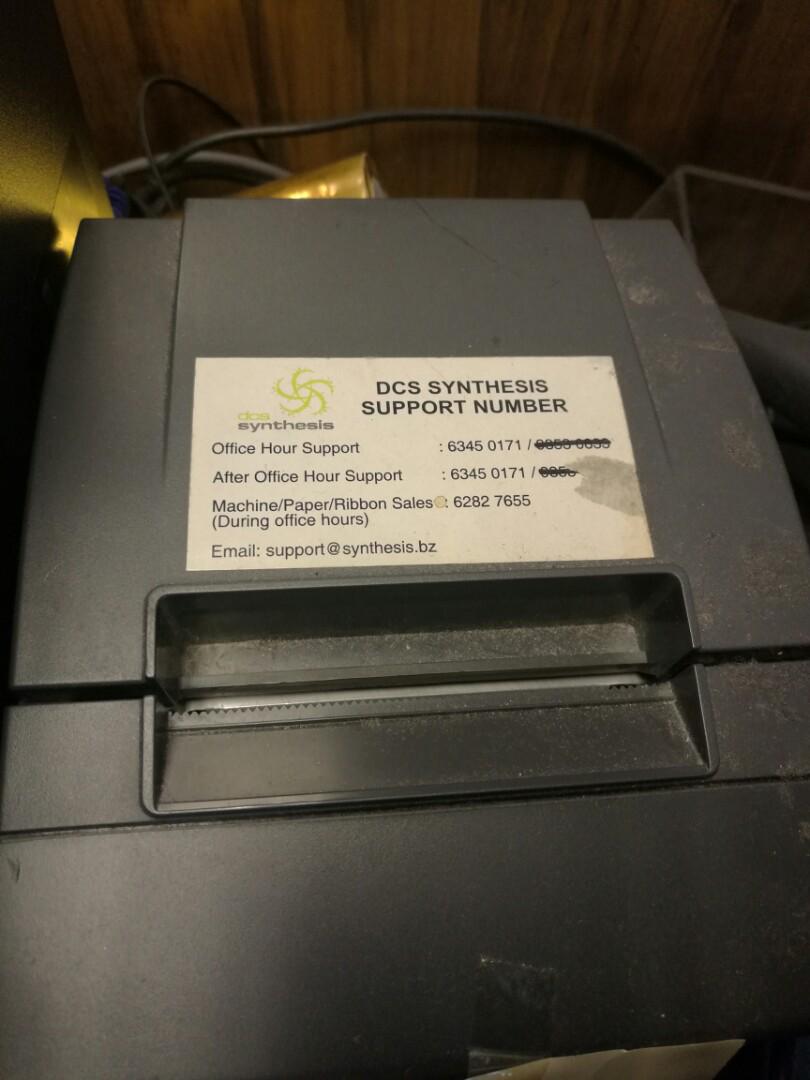 dcs
synthesis
DCS SYNTHESIS
SUPPORT NUMBER
Office Hour Support : 6345 0171 /
After Office Hour Support : 6345 0171 /
Machine/Paper/Ribbon Sales : 6282 7655
(During office hours)
Email: support@synthesis.bz